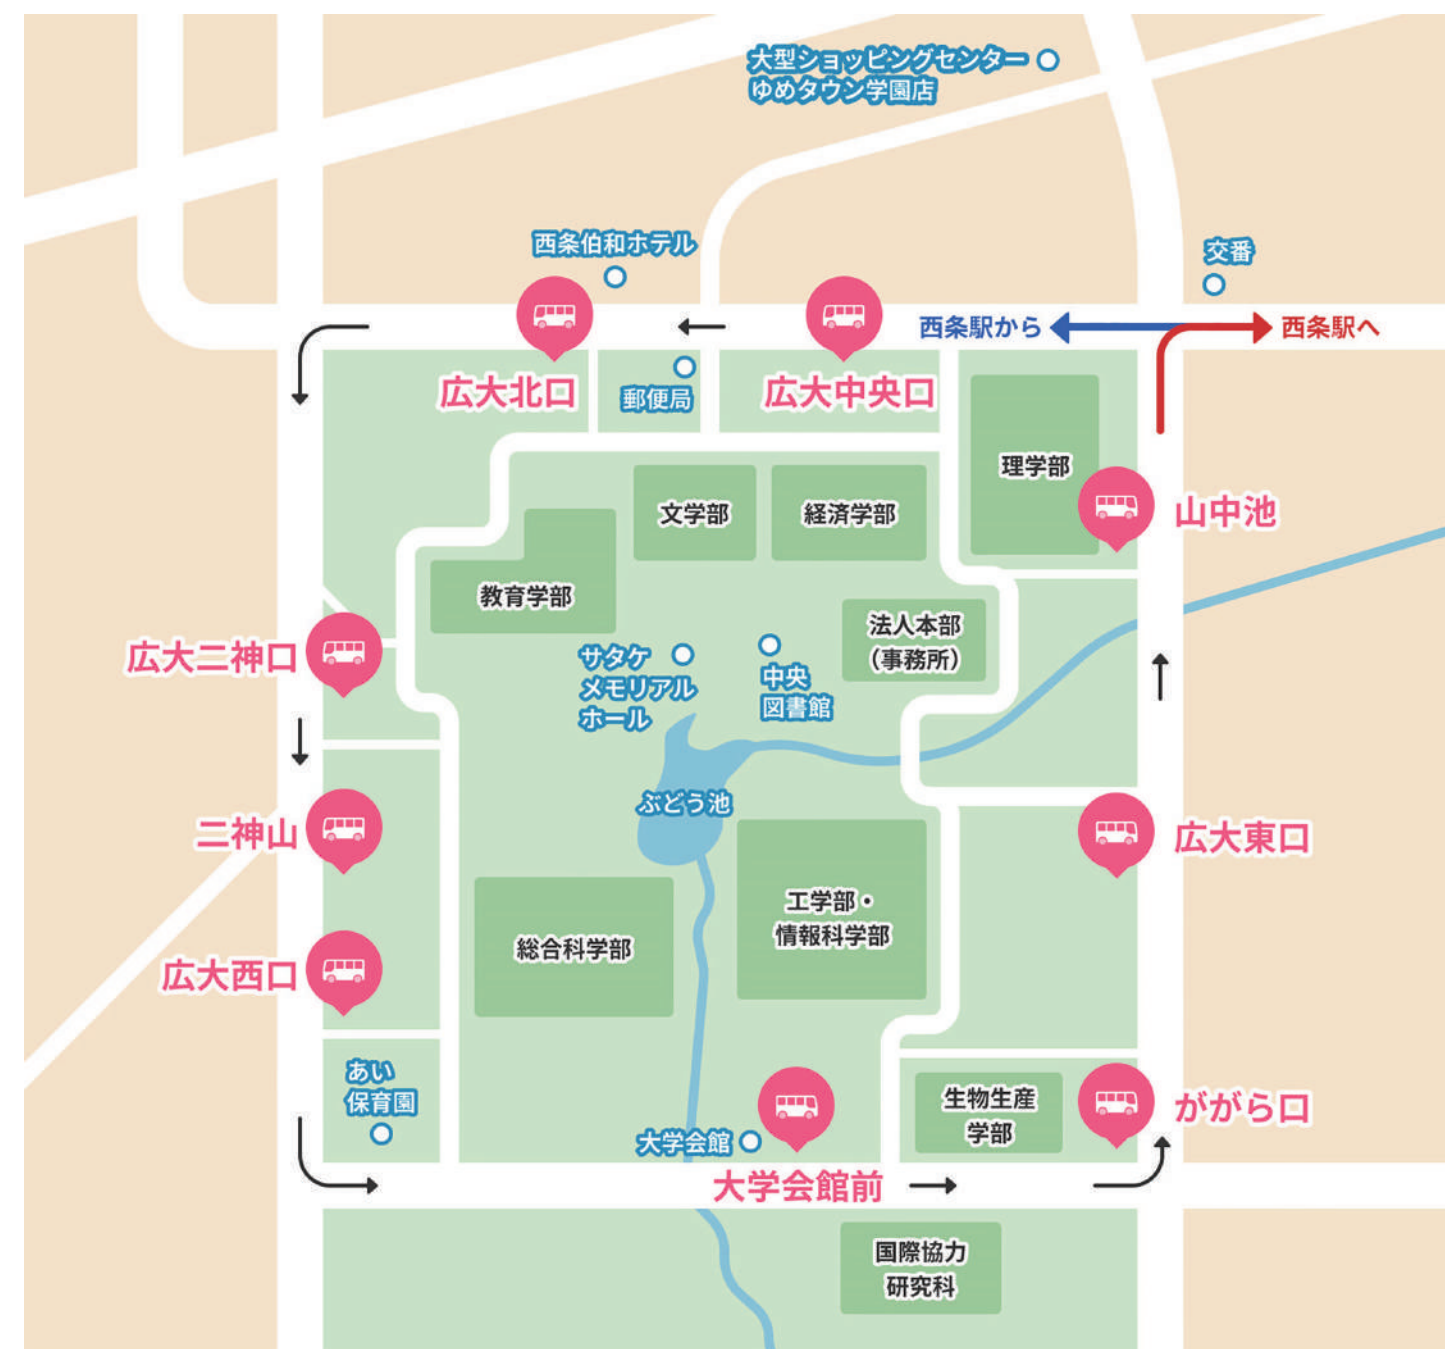 大型ショッピングセンター
ゆめタウン学園店
西条伯和ホテル
交番
西条駅から
西条駅へ
広大北口
郵便局
広大中央口
理学部
山中池
文学部
経済学部
教育学部
法人本部
（事務所）
広大二神口
サタケ
メモリアル
ホール
中央
図書館
ぶどう池
二神山
広大東口
工学部・
情報科学部
総合科学部
広大西口
あい
保育園
生物生産
学部
ががら口
大学会館
大学会館前
国際協力
研究科